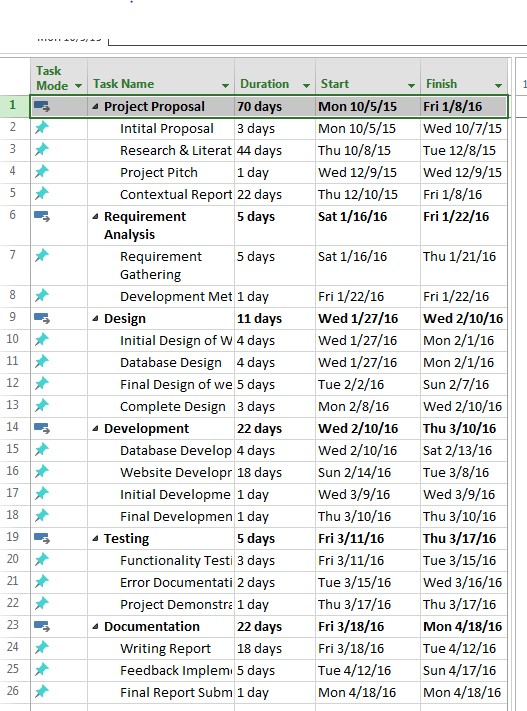 Task Mode Task Name Duration Start Finish
1 Project Proposal 70 days Mon 10/5/15 Fri 1/8/16
2 Intital Proposal 3 days Mon 10/5/15 Wed 10/7/15
3 Research & Literat 44 days Thu 10/8/15 Tue 12/8/15
4 Project Pitch 1 day Wed 12/9/15 Wed 12/9/15
5 Contextual Report 22 days Thu 12/10/15 Fri 1/8/16
6 Requirement Analysis 5 days Sat 1/16/16 Fri 1/22/16
7 Requirement Gathering 5 days Sat 1/16/16 Thu 1/21/16
8 Development Met 1 day Fri 1/22/16 Fri 1/22/16
9 Design 11 days Wed 1/27/16 Wed 2/10/16
10 Initial Design of W 4 days Wed 1/27/16 Mon 2/1/16
11 Database Design 4 days Wed 1/27/16 Mon 2/1/16
12 Final Design of we 5 days Tue 2/2/16 Sun 2/7/16
13 Complete Design 3 days Mon 2/8/16 Wed 2/10/16
14 Development 22 days Wed 2/10/16 Thu 3/10/16
15 Database Develop 4 days Wed 2/10/16 Sat 2/13/16
16 Website Developr 18 days Sun 2/14/16 Tue 3/8/16
17 Initial Developme 1 day Wed 3/9/16 Wed 3/9/16
18 Final Developmen 1 day Thu 3/10/16 Thu 3/10/16
19 Testing 5 days Fri 3/11/16 Thu 3/17/16
20 Functionality Testi 3 days Fri 3/11/16 Tue 3/15/16
21 Error Documentati 2 days Tue 3/15/16 Wed 3/16/16
22 Project Demonstra 1 day Thu 3/17/16 Thu 3/17/16
23 Documentation 22 days Fri 3/18/16 Mon 4/18/16
24 Writing Report 18 days Fri 3/18/16 Tue 4/12/16
25 Feedback Implem 5 days Tue 4/12/16 Sun 4/17/16
26 Final Report Subm 1 day Mon 4/18/16 Mon 4/18/16